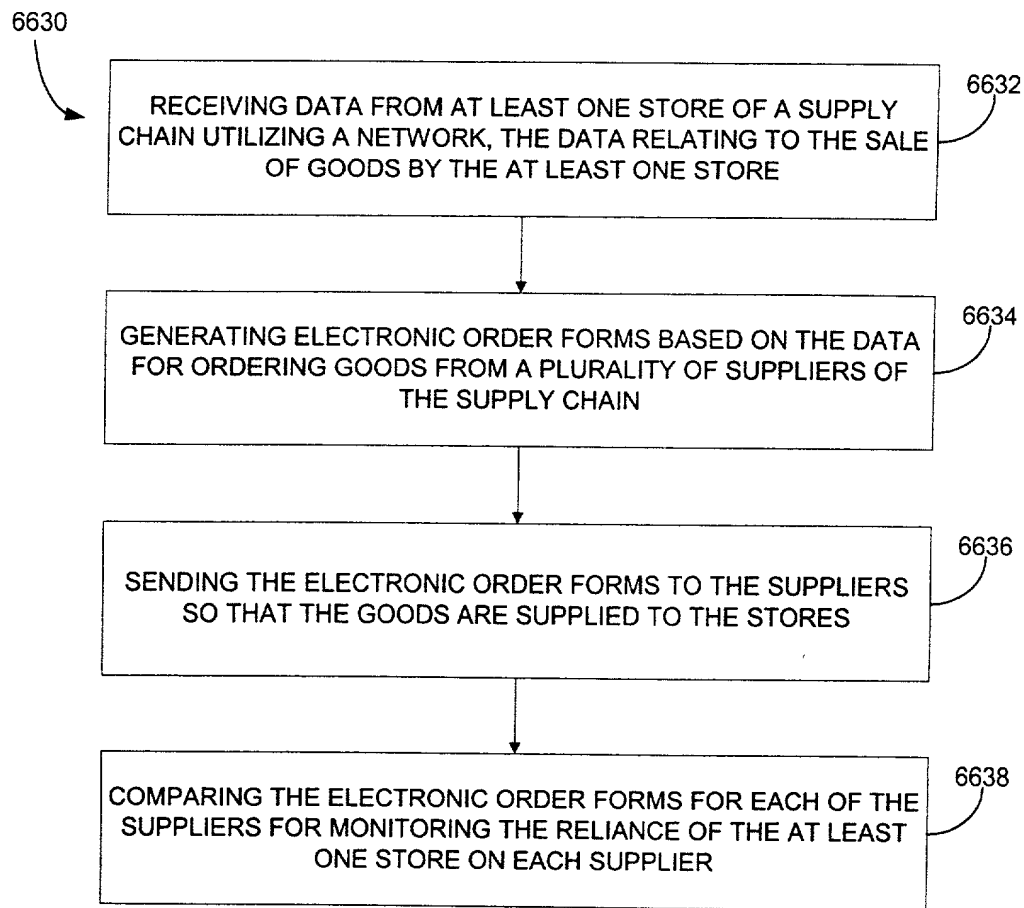 6630
6632
RECEIVING DATA FROM AT LEAST ONE STORE OF A SUPPLY
CHAIN UTILIZING A NETWORK, THE DATA RELATING TO THE SALE
OF GOODS BY THE AT LEAST ONE STORE
6634
GENERATING ELECTRONIC ORDER FORMS BASED ON THE DATA
FOR ORDERING GOODS FROM A PLURALITY OF SUPPLIERS OF
THE SUPPLY CHAIN
6636
SENDING THE ELECTRONIC ORDER FORMS TO THE SUPPLIERS
SO THAT THE GOODS ARE SUPPLIED TO THE STORES
6638
COMPARING THE ELECTRONIC ORDER FORMS FOR EACH OF THE
SUPPLIERS FOR MONITORING THE RELIANCE OF THE AT LEAST
ONE STORE ON EACH SUPPLIER